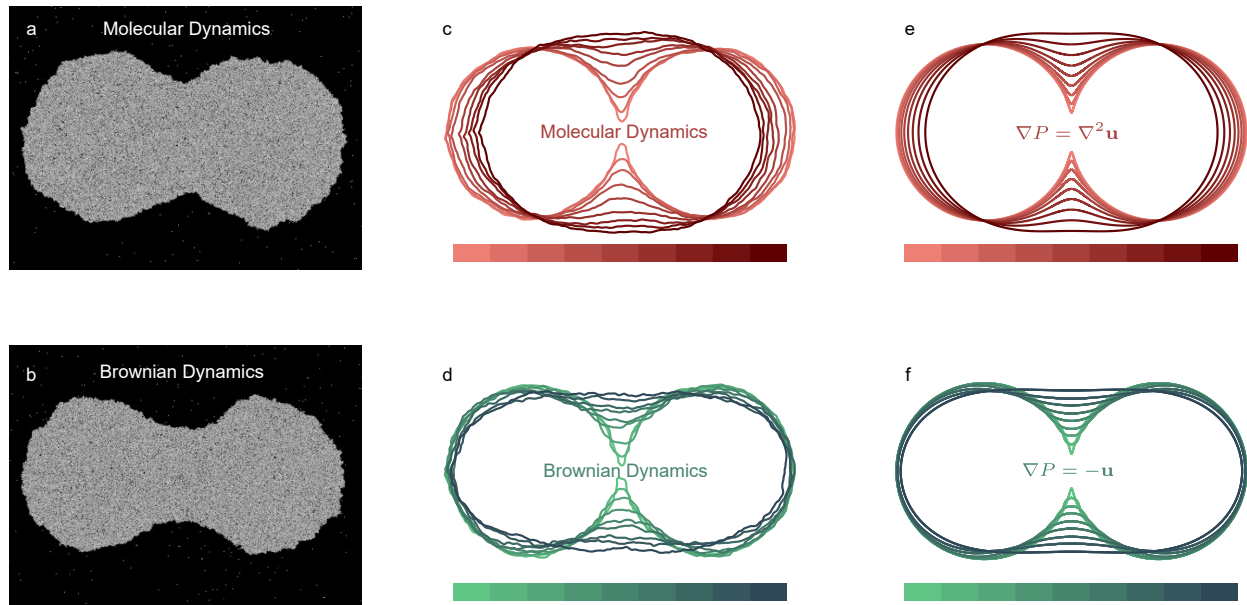 a
Molecular Dynamics
c
Molecular Dynamics
e
∇P = ∇²u
b
Brownian Dynamics
d
Brownian Dynamics
f
∇P = −u